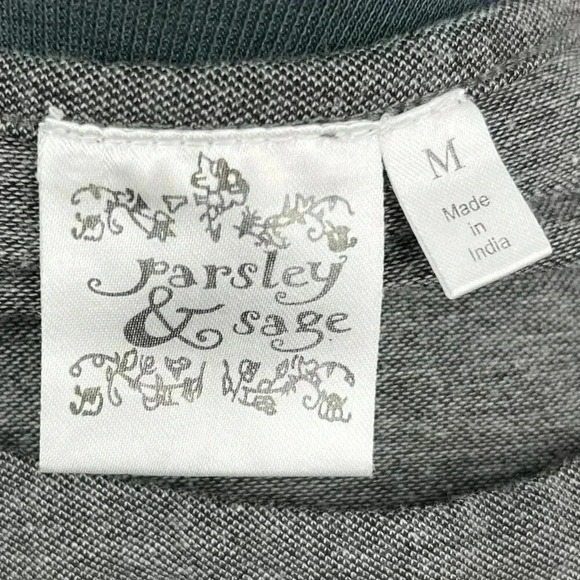 parsley
& sage
M
Made
in
India